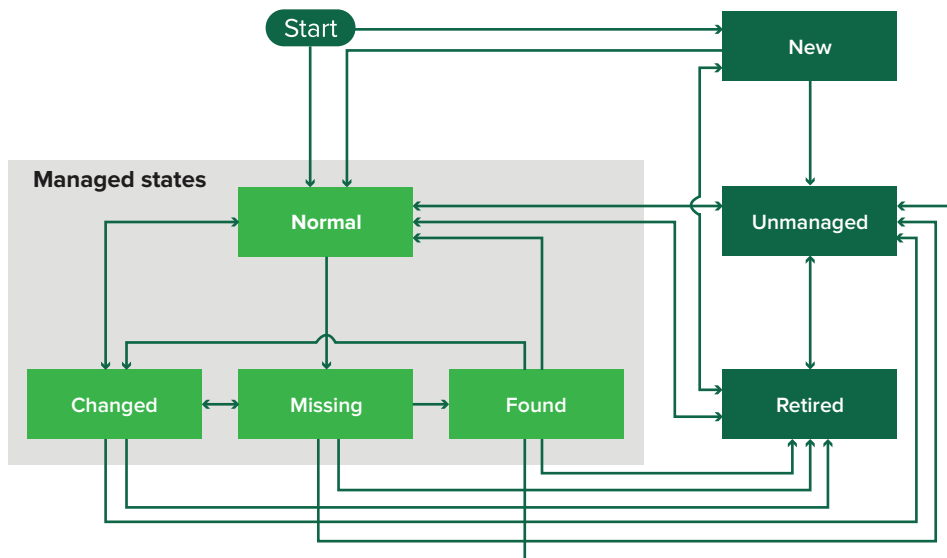 Start
New
Managed states
Normal
Unmanaged
Changed
Missing
Found
Retired